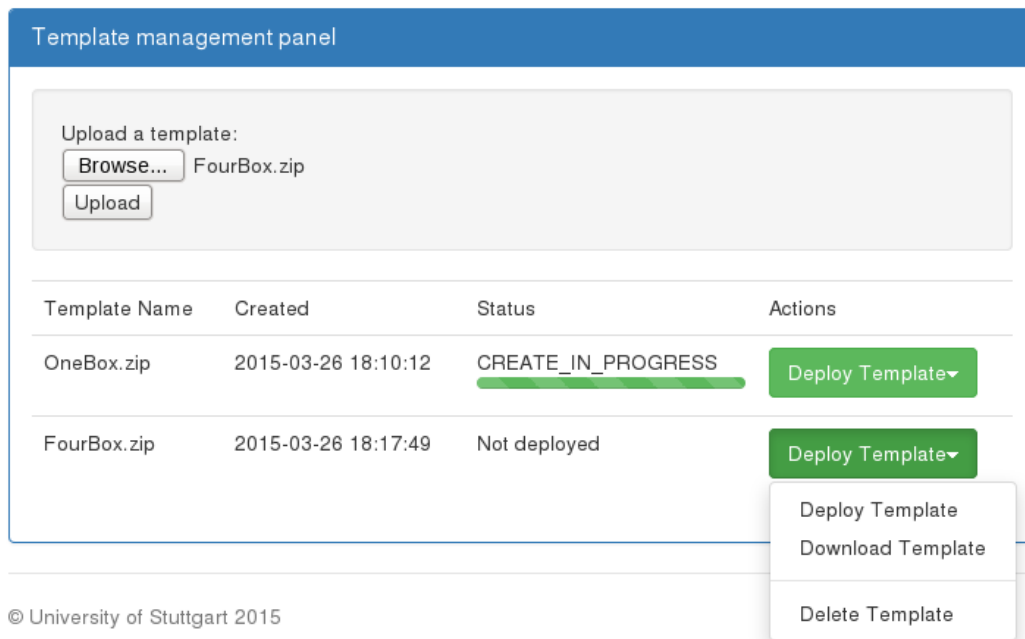 Template management panel
Upload a template:
Browse... FourBox.zip
Upload
Template Name Created Status Actions
OneBox.zip 2015-03-26 18:10:12 CREATE_IN_PROGRESS Deploy Template
FourBox.zip 2015-03-26 18:17:49 Not deployed Deploy Template
Deploy Template
Download Template
Delete Template
© University of Stuttgart 2015